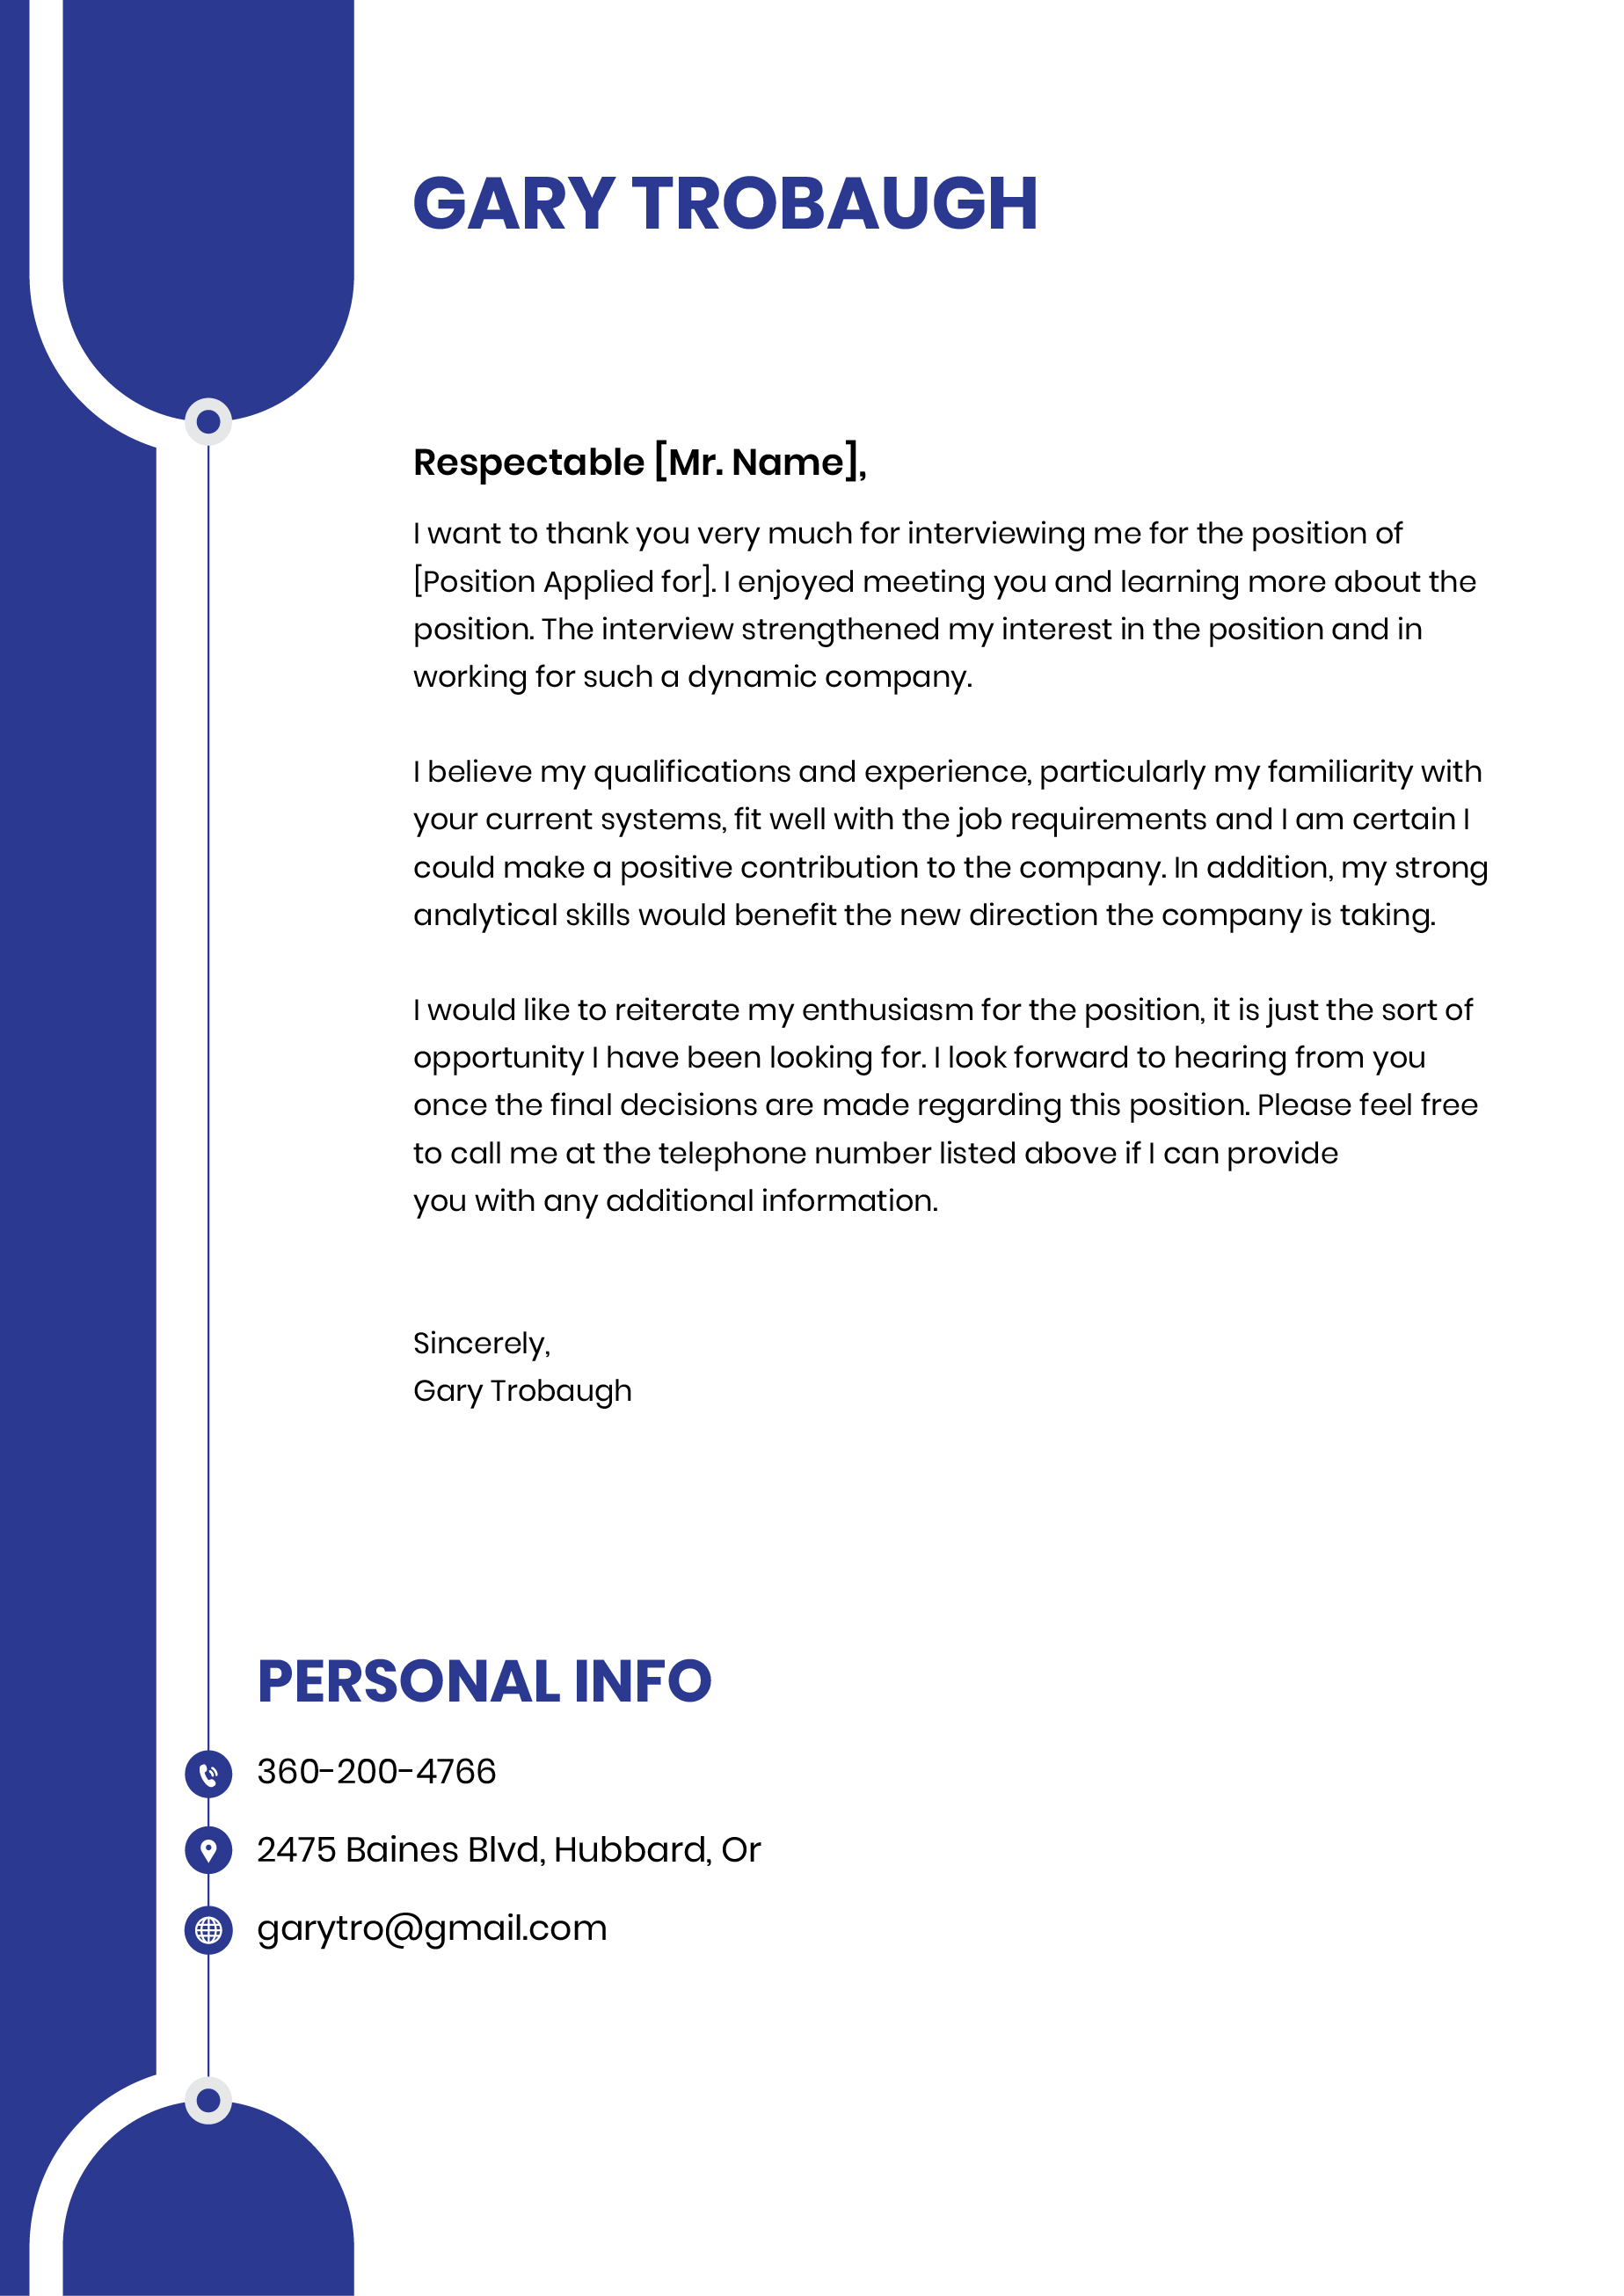 GARY TROBAUGH
Respectable [Mr. Name],
I want to thank you very much for interviewing me for the position of
[Position Applied for]. I enjoyed meeting you and learning more about the
position. The interview strengthened my interest in the position and in
working for such a dynamic company.
I believe my qualifications and experience, particularly my familiarity with
your current systems, fit well with the job requirements and I am certain I
could make a positive contribution to the company. In addition, my strong
analytical skills would benefit the new direction the company is taking.
I would like to reiterate my enthusiasm for the position, it is just the sort of
opportunity I have been looking for. I look forward to hearing from you
once the final decisions are made regarding this position. Please feel free
to call me at the telephone number listed above if I can provide
you with any additional information.
Sincerely,
Gary Trobaugh
PERSONAL INFO
360-200-4766
2475 Baines Blvd, Hubbard, Or
garytro@gmail.com